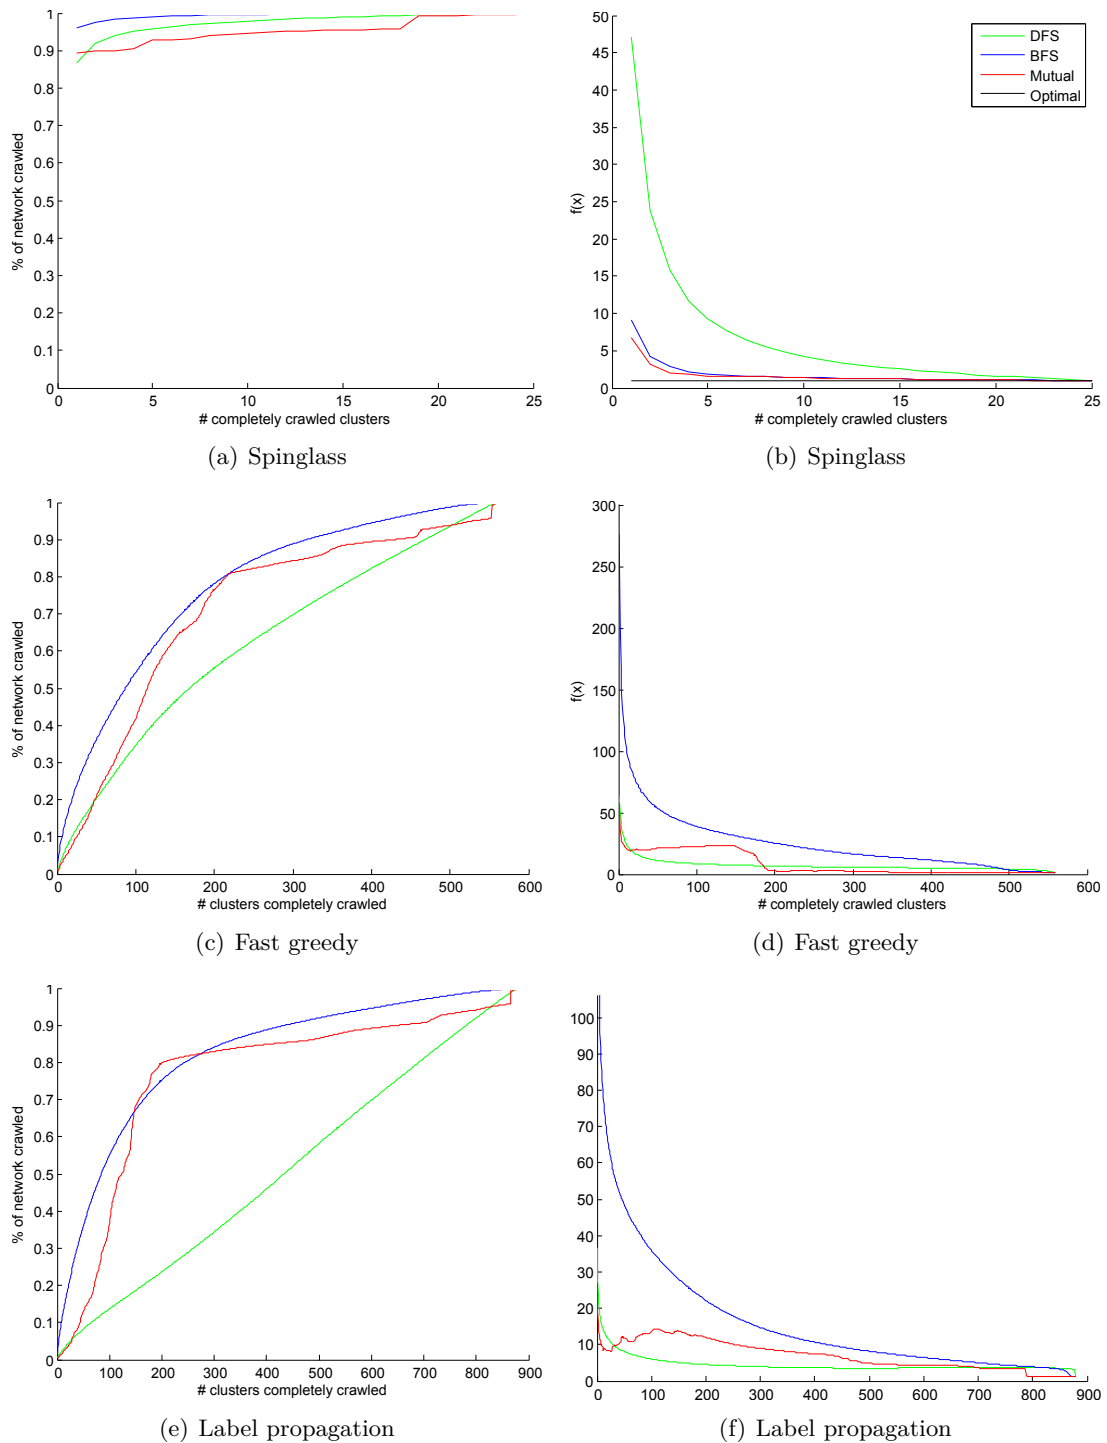 1
0.9
0.8
0.7
0.6
0.5
0.4
0.3
0.2
0.1
0
% of network crawled
0 5 10 15 20 25
# completely crawled clusters
(a) Spinglass
50
45
40
35
30
25
20
15
10
5
0
f(x)
DFS
BFS
Mutual
Optimal
0 5 10 15 20 25
# completely crawled clusters
(b) Spinglass
1
0.9
0.8
0.7
0.6
0.5
0.4
0.3
0.2
0.1
0
% of network crawled
0 100 200 300 400 500 600
# clusters completely crawled
(c) Fast greedy
300
250
200
150
100
50
0
f(x)
0 100 200 300 400 500 600
# completely crawled clusters
(d) Fast greedy
1
0.9
0.8
0.7
0.6
0.5
0.4
0.3
0.2
0.1
0
% of network crawled
0 100 200 300 400 500 600 700 800 900
# clusters completely crawled
(e) Label propagation
100
90
80
70
60
50
40
30
20
10
0
0 100 200 300 400 500 600 700 800 900
(f) Label propagation